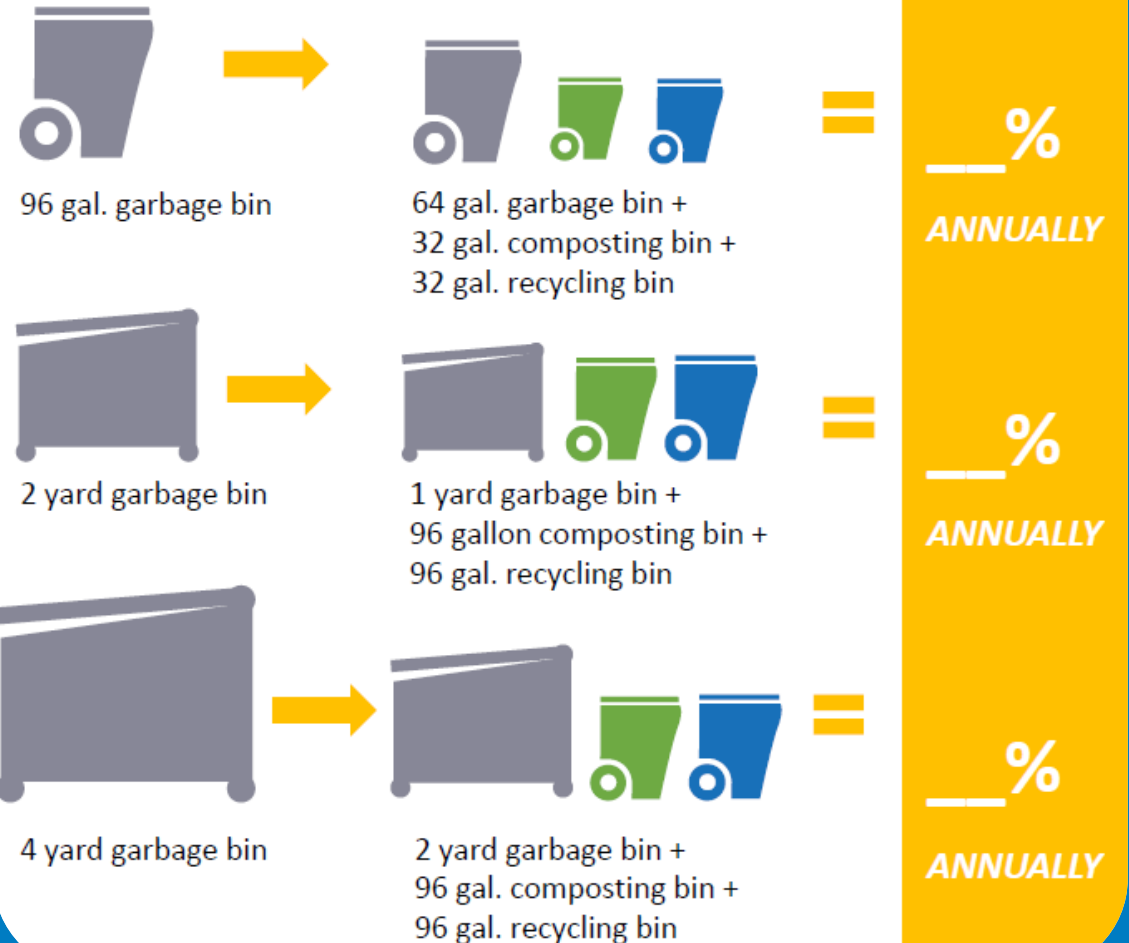 96 gal. garbage bin
64 gal. garbage bin +
32 gal. composting bin +
32 gal. recycling bin
=
__%
ANNUALLY
2 yard garbage bin
1 yard garbage bin +
96 gallon composting bin +
96 gal. recycling bin
=
__%
ANNUALLY
4 yard garbage bin
2 yard garbage bin +
96 gal. composting bin +
96 gal. recycling bin
=
__%
ANNUALLY